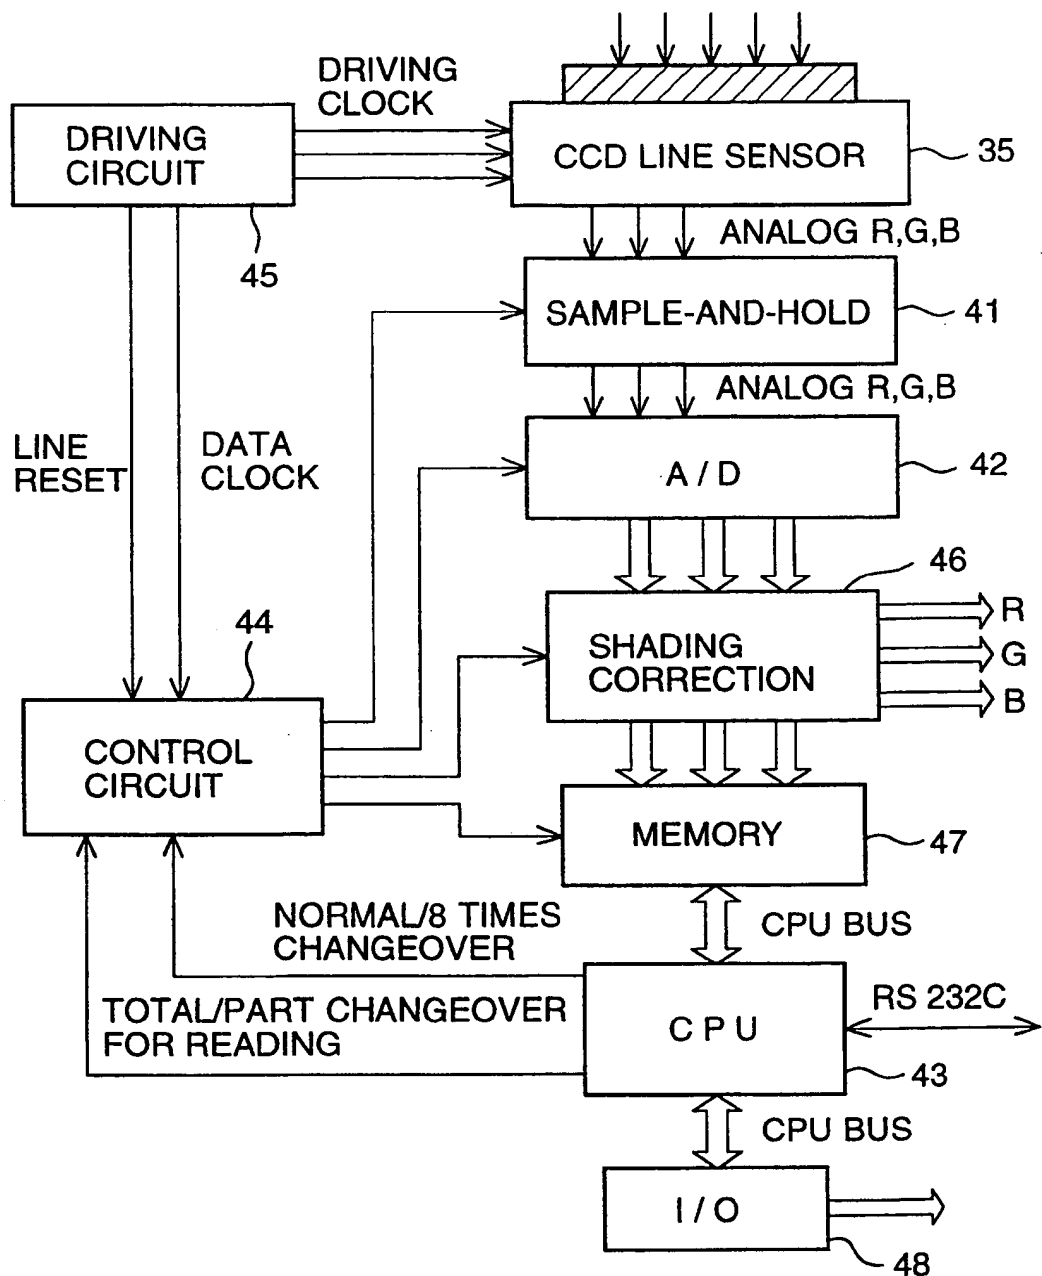 DRIVING
CLOCK
DRIVING
CIRCUIT
CCD LINE SENSOR
35
45
ANALOG R,G,B
SAMPLE-AND-HOLD
41
ANALOG R,G,B
LINE
RESET
DATA
CLOCK
A / D
42
46
44
SHADING
CORRECTION
R
G
B
CONTROL
CIRCUIT
MEMORY
47
NORMAL/8 TIMES
CHANGEOVER
CPU BUS
TOTAL/PART CHANGEOVER
FOR READING
C P U
RS 232C
43
CPU BUS
I / O
48